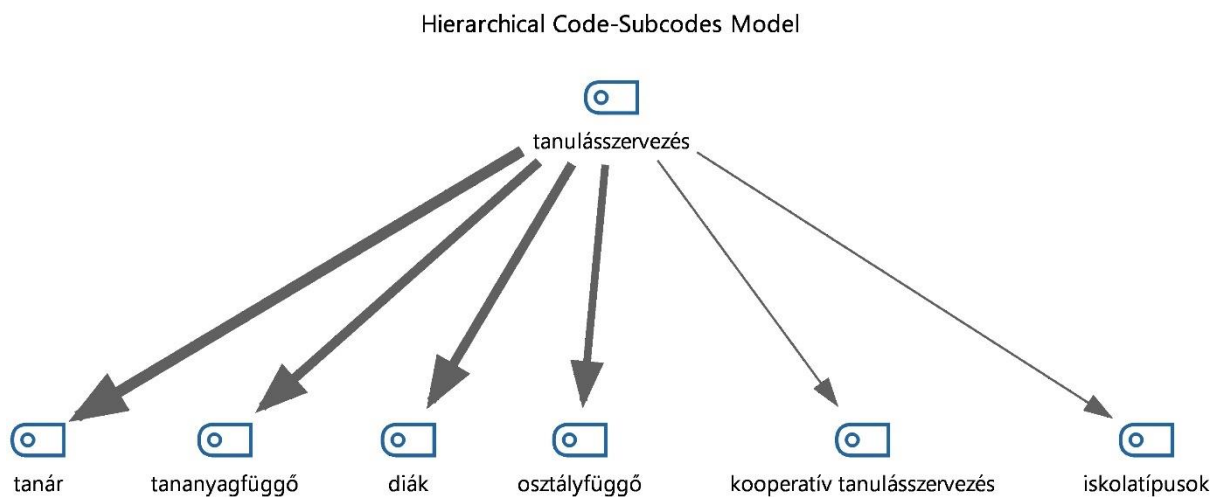 Hierarchical Code-Subcodes Model
tanulásszervezés
tanár
tananyagfüggő
diák
osztályfüggő
kooperatív tanulásszervezés
iskolatípusok